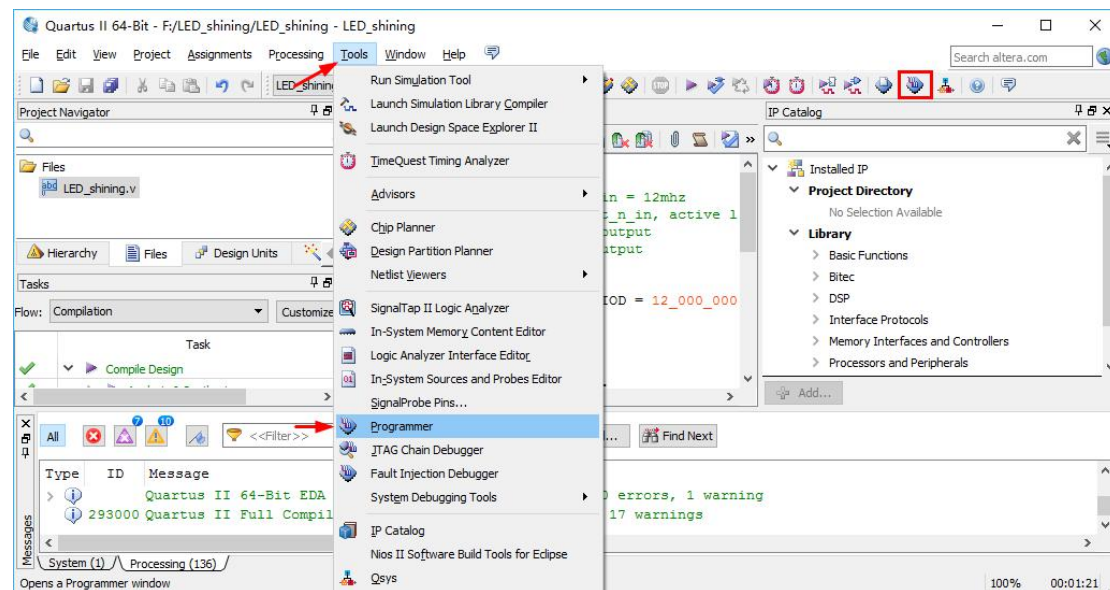 Quartus II 64-Bit - F:/LED_shining/LED_shining - LED_shining
File Edit View Project Assignments Processing Tools Window Help
Search altera.com
Project Navigator
Files
LED_shining.v
Hierarchy Files Design Units
Tasks
Flow: Compilation Customize
Task
Compile Design
Run Simulation Tool
Launch Simulation Library Compiler
Launch Design Space Explorer II
TimeQuest Timing Analyzer
Advisors
Chip Planner
Design Partition Planner
Netlist Viewers
SignalTap II Logic Analyzer
In-System Memory Content Editor
Logic Analyzer Interface Editor
In-System Sources and Probes Editor
SignalProbe Pins...
Programmer
JTAG Chain Debugger
Fault Injection Debugger
System Debugging Tools
IP Catalog
Nios II Software Build Tools for Eclipse
Qsys
in = 12mhz
t_n_in, active l
output
IOD = 12_000_000
IP Catalog
Installed IP
Project Directory
No Selection Available
Library
Basic Functions
Bitec
DSP
Interface Protocols
Memory Interfaces and Controllers
Processors and Peripherals
Add...
All 7 10 <<Filter>> Find Next
Type ID Message
Quartus II 64-Bit EDA
0 errors, 1 warning
293000 Quartus II Full Compil
17 warnings
Messages
System (1) Processing (136)
Opens a Programmer window
100% 00:01:21